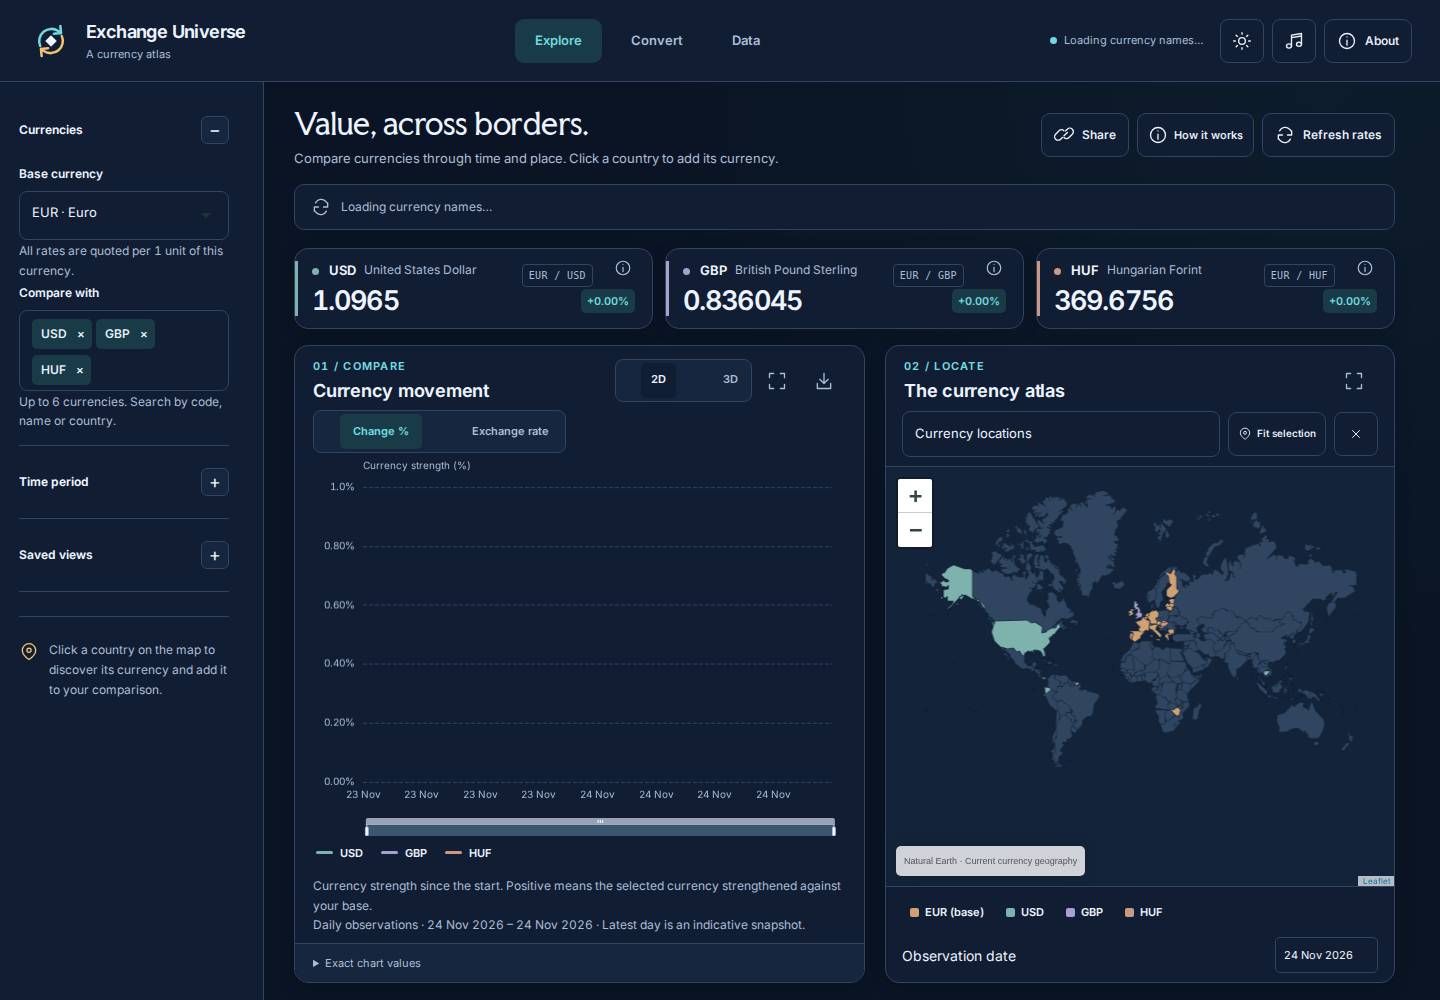 Exchange Universe
A currency atlas
Explore
Convert
Data
Loading currency names...
About
Currencies
Base currency
EUR · Euro
All rates are quoted per 1 unit of this
currency.
Compare with
USD ×
GBP ×
HUF ×
Up to 6 currencies. Search by code,
name or country.
Time period
Saved views
Click a country on the map to
discover its currency and add it
to your comparison.
Value, across borders.
Compare currencies through time and place. Click a country to add its currency.
Share
How it works
Refresh rates
Loading currency names...
USD United States Dollar
EUR / USD
1.0965
+0.00%
GBP British Pound Sterling
EUR / GBP
0.836045
+0.00%
HUF Hungarian Forint
EUR / HUF
369.6756
+0.00%
01 / COMPARE
Currency movement
2D
3D
Change %
Exchange rate
Currency strength (%)
1.0%
0.80%
0.60%
0.40%
0.20%
0.00%
23 Nov 23 Nov 23 Nov 23 Nov 24 Nov 24 Nov 24 Nov 24 Nov
USD GBP HUF
Currency strength since the start. Positive means the selected currency strengthened against
your base.
Daily observations · 24 Nov 2026 – 24 Nov 2026 · Latest day is an indicative snapshot.
Exact chart values
02 / LOCATE
The currency atlas
Currency locations
Fit selection
+
−
Natural Earth · Current currency geography
Leaflet
EUR (base) USD GBP HUF
Observation date
24 Nov 2026